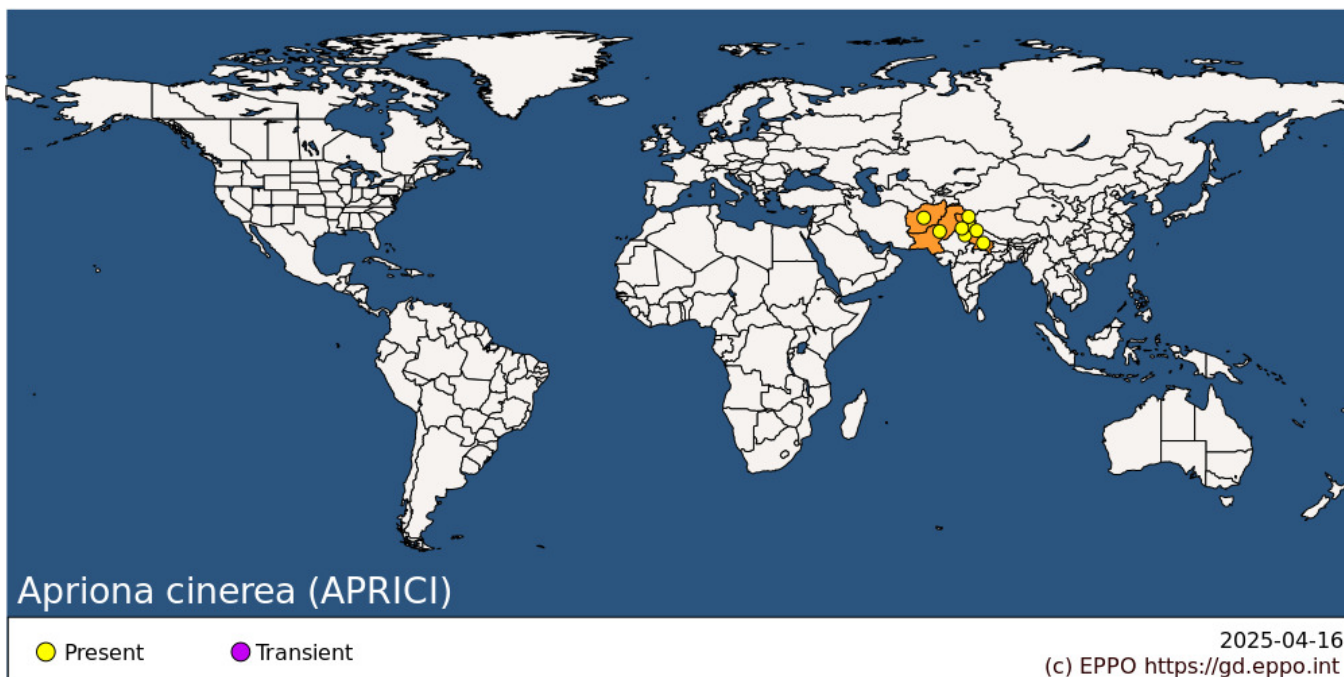 Apriona cinerea (APRICI)
Present
Transient
2025-04-16
(c) EPPO https://gd.eppo.int